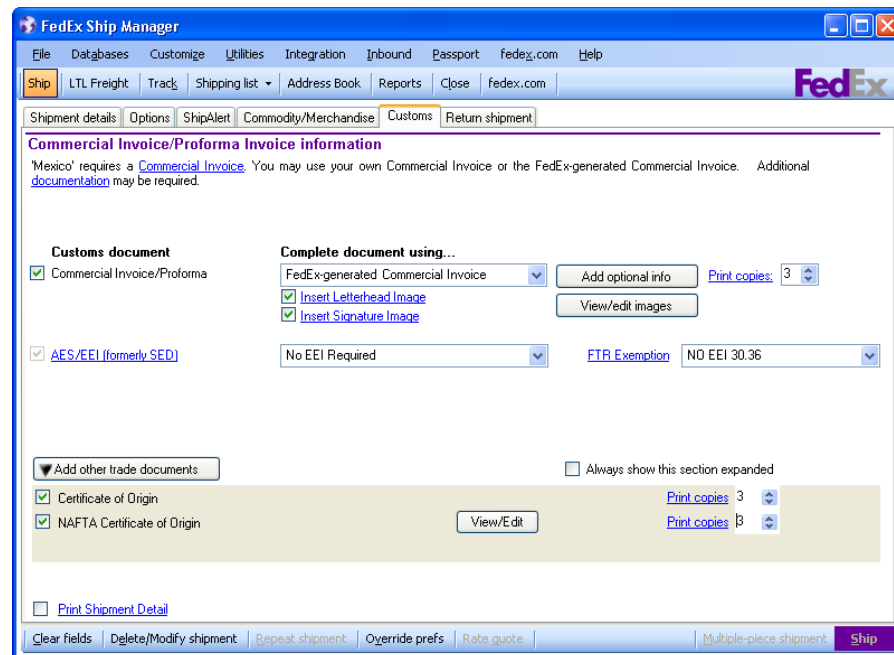 FedEx Ship Manager
File Databases Customize Utilities Integration Inbound Passport fedex.com Help
Ship LTL Freight Track Shipping list Address Book Reports Close fedex.com FedEx
Shipment details Options ShipAlert Commodity/Merchandise Customs Return shipment
Commercial Invoice/Proforma Invoice information
'Mexico' requires a Commercial Invoice. You may use your own Commercial Invoice or the FedEx-generated Commercial Invoice. Additional
documentation may be required.
Customs document Complete document using...
Commercial Invoice/Proforma FedEx-generated Commercial Invoice Add optional info Print copies: 3
Insert Letterhead Image
Insert Signature Image View/edit images
AES/EEI (formerly SED) No EEI Required FTR Exemption NO EEI 30.36
Add other trade documents Always show this section expanded
Certificate of Origin Print copies 3
NAFTA Certificate of Origin View/Edit Print copies 3
Print Shipment Detail
Clear fields Delete/Modify shipment Repeat shipment Override prefs Rate quote Multiple-piece shipment Ship